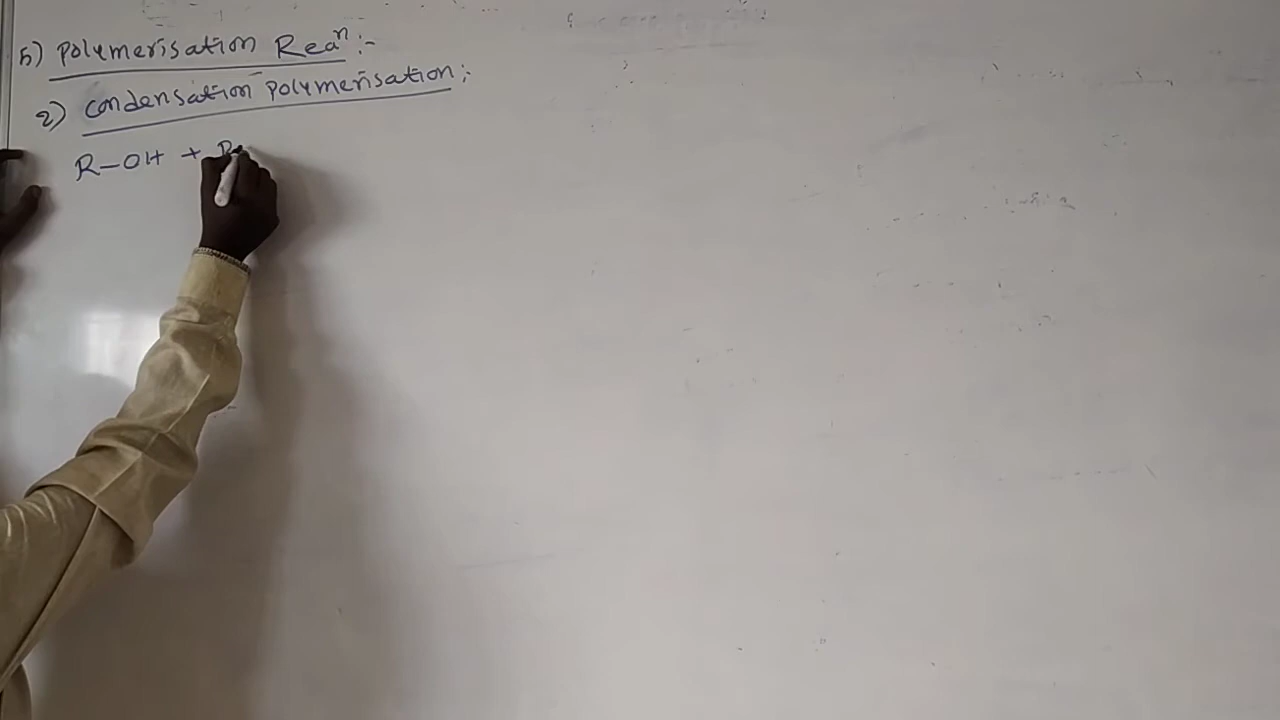 5) polymerisation Reaⁿ:-
2) condensation polymerisation:
R-OH + R